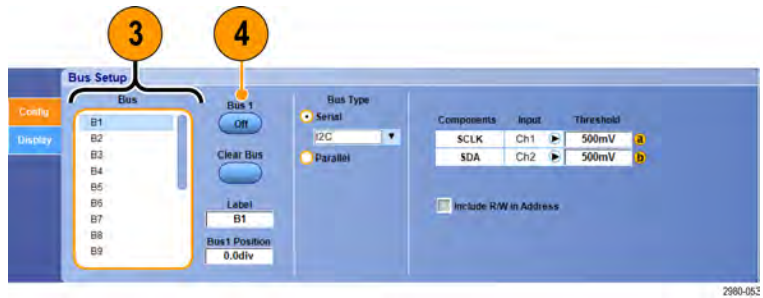 3
4
Bus Setup
Config
Display
Bus
B1
B2
B3
B4
B5
B6
B7
B8
B9
Bus 1
Off
Clear Bus
Label
B1
Bus1 Position
0.0div
Bus Type
Serial
I2C
Parallel
Components Input Threshold
SCLK Ch1 500mV a
SDA Ch2 500mV b
Include R/W in Address
2980-053